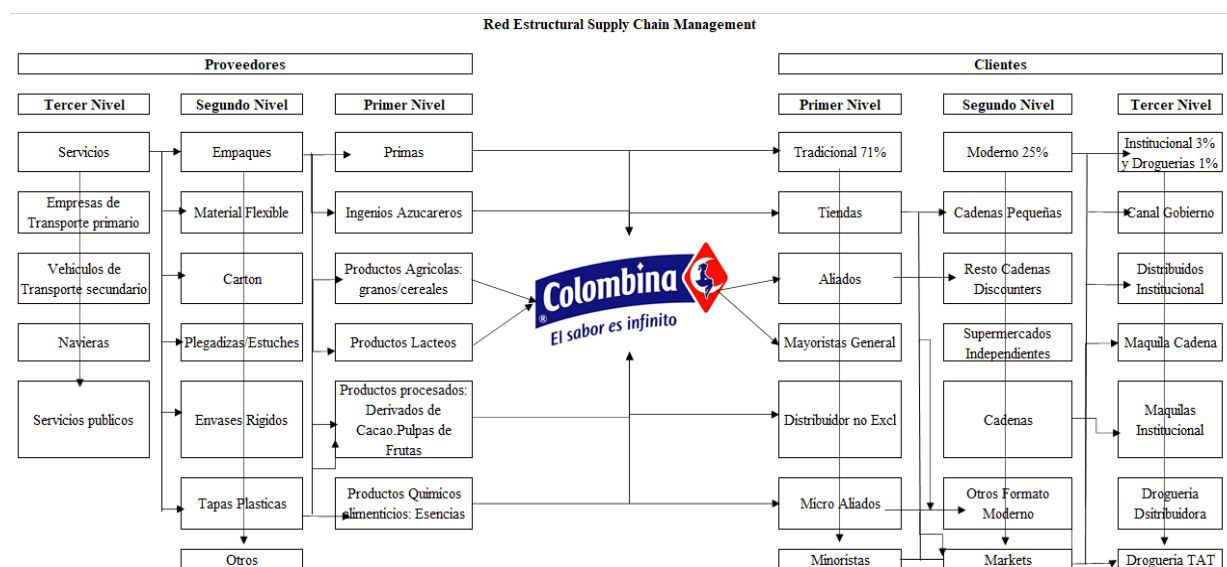 Red Estructural Supply Chain Management
Proveedores
Clientes
Tercer Nivel
Segundo Nivel
Primer Nivel
Primer Nivel
Segundo Nivel
Tercer Nivel
Servicios
Empaques
Primas
Tradicional 71%
Moderno 25%
Institucional 3%
y Droguerias 1%
Empresas de
Transporte primario
Material Flexible
Ingenios Azucareros
Tiendas
Cadenas Pequeñas
Canal Gobierno
Vehiculos de
Transporte secundario
Carton
Productos Agricolas:
granos/cereales
Colombina
®
El sabor es infinito
Aliados
Resto Cadenas
Discounters
Distribuidos
Institucional
Navieras
Plegadizas/Estuches
Productos Lacteos
Mayoristas General
Supermercados
Independientes
Maquila Cadena
Servicios publicos
Envases Rigidos
Productos procesados:
Derivados de
Cacao.Pulpas de
Frutas
Distribuidor no Excl
Cadenas
Maquilas
Institucional
Tapas Plasticas
Productos Quimicos
alimenticios: Esencias
Micro Aliados
Otros Formato
Moderno
Drogueria
Dsitribuidora
Otros
Minoristas
Markets
Drogueria TAT